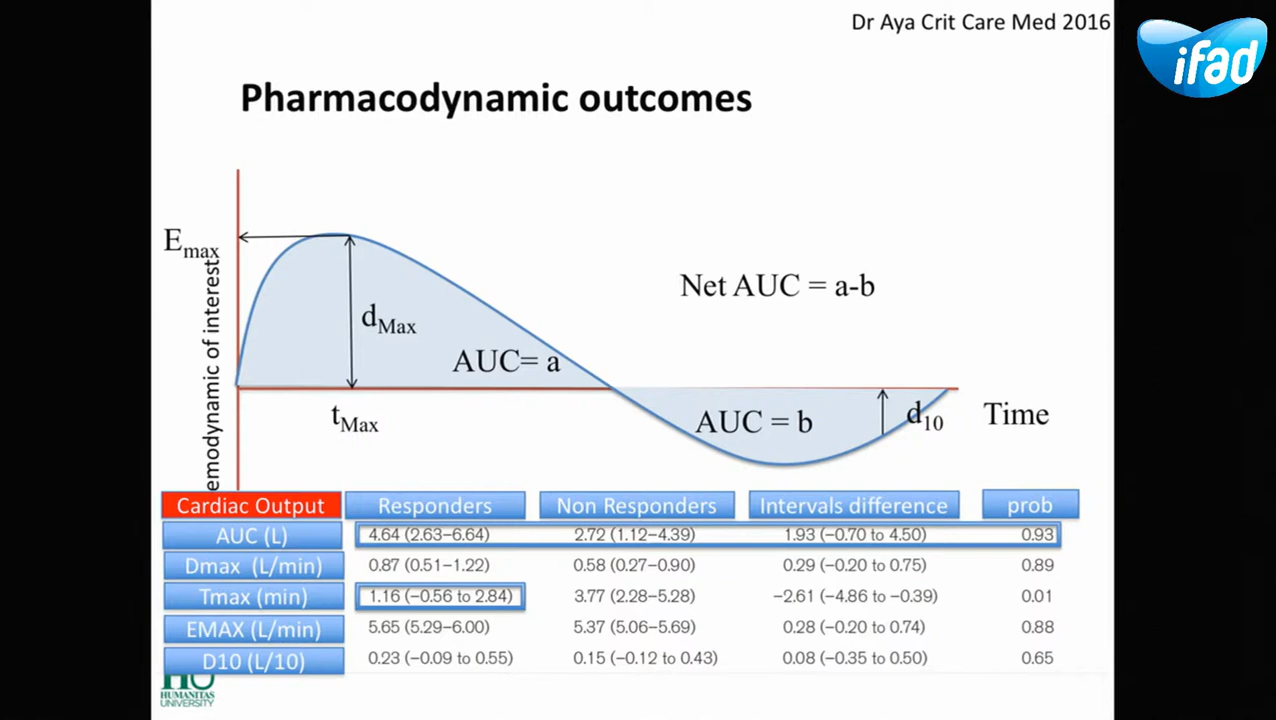 Dr Aya Crit Care Med 2016
ifad
Pharmacodynamic outcomes
Emax
emodynamic of interest
Net AUC = a-b
dMax
AUC= a
tMax
AUC = b
d10
Time
Cardiac Output Responders Non Responders Intervals difference prob
AUC (L) 4.64 (2.63–6.64) 2.72 (1.12–4.39) 1.93 (−0.70 to 4.50) 0.93
Dmax (L/min) 0.87 (0.51–1.22) 0.58 (0.27–0.90) 0.29 (−0.20 to 0.75) 0.89
Tmax (min) 1.16 (−0.56 to 2.84) 3.77 (2.28–5.28) −2.61 (−4.86 to −0.39) 0.01
EMAX (L/min) 5.65 (5.29–6.00) 5.37 (5.06–5.69) 0.28 (−0.20 to 0.74) 0.88
D10 (L/10) 0.23 (−0.09 to 0.55) 0.15 (−0.12 to 0.43) 0.08 (−0.35 to 0.50) 0.65
HU
HUMANITAS
UNIVERSITY